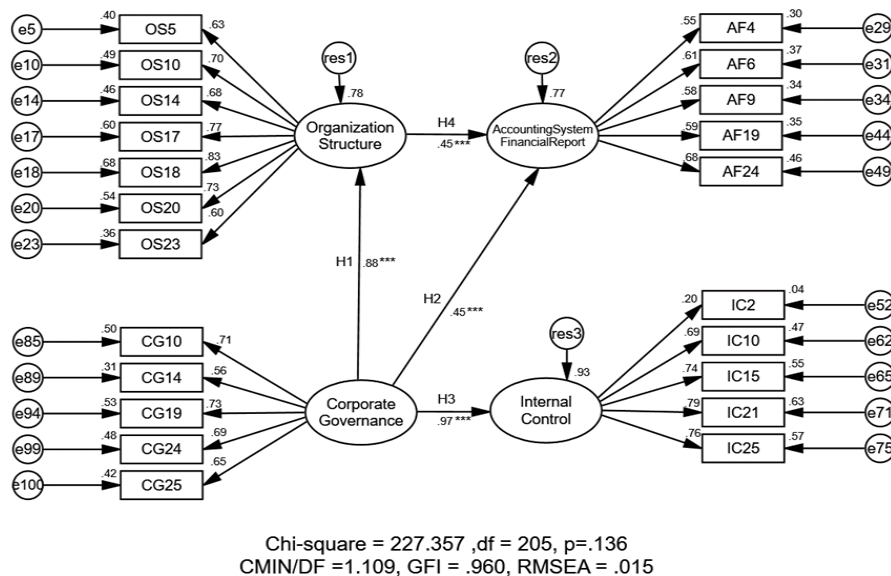 e5 .40 OS5 .63
e10 .49 OS10 .70
e14 .46 OS14 .68
e17 .60 OS17 .77
e18 .68 OS18 .83
e20 .54 OS20 .73
e23 .36 OS23 .60
res1
.78
Organization
Structure
H4
.45***
res2
.77
AccountingSystem
FinancialReport
.55 AF4 .30 e29
.61 AF6 .37 e31
.58 AF9 .34 e34
.59 AF19 .35 e44
.68 AF24 .46 e49
H1 .88***
H2
.45***
e85 .50 CG10 .71
e89 .31 CG14 .56
e94 .53 CG19 .73
e99 .48 CG24 .69
e100 .42 CG25 .65
Corporate
Governance
H3
.97***
res3
.93
Internal
Control
.20 IC2 .04 e52
.69 IC10 .47 e62
.74 IC15 .55 e65
.79 IC21 .63 e71
.76 IC25 .57 e75
Chi-square = 227.357 ,df = 205, p=.136
CMIN/DF =1.109, GFI = .960, RMSEA = .015